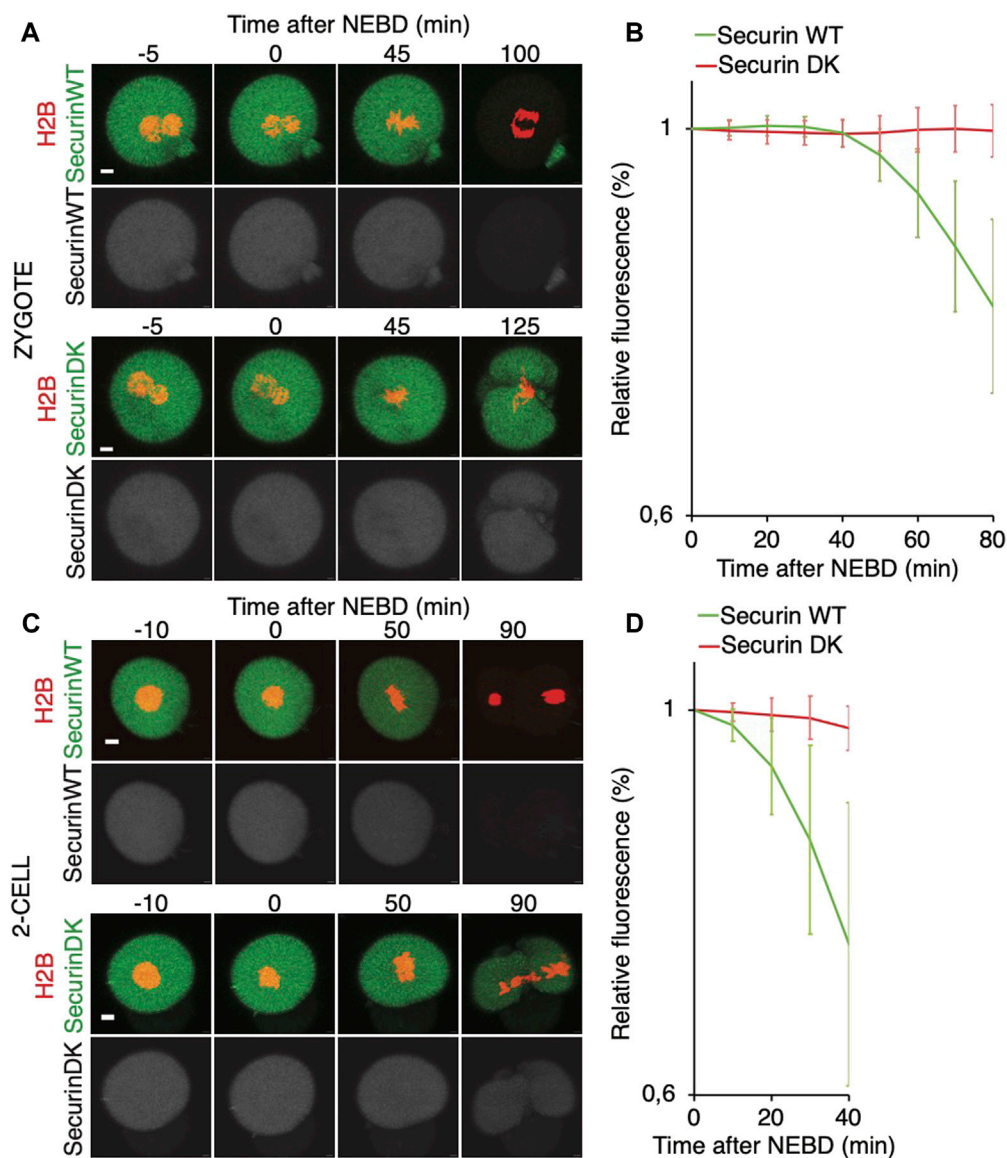 A
Time after NEBD (min)
-5 0 45 100
H2B
SecurinWT
SecurinWT
ZYGOTE
-5 0 45 125
H2B
SecurinDK
SecurinDK
B
Securin WT
Securin DK
Relative fluorescence (%)
1
0,6
0 20 40 60 80
Time after NEBD (min)
C
Time after NEBD (min)
-10 0 50 90
H2B
SecurinWT
SecurinWT
2-CELL
-10 0 50 90
H2B
SecurinDK
SecurinDK
D
Securin WT
Securin DK
Relative fluorescence (%)
1
0,6
0 20 40
Time after NEBD (min)